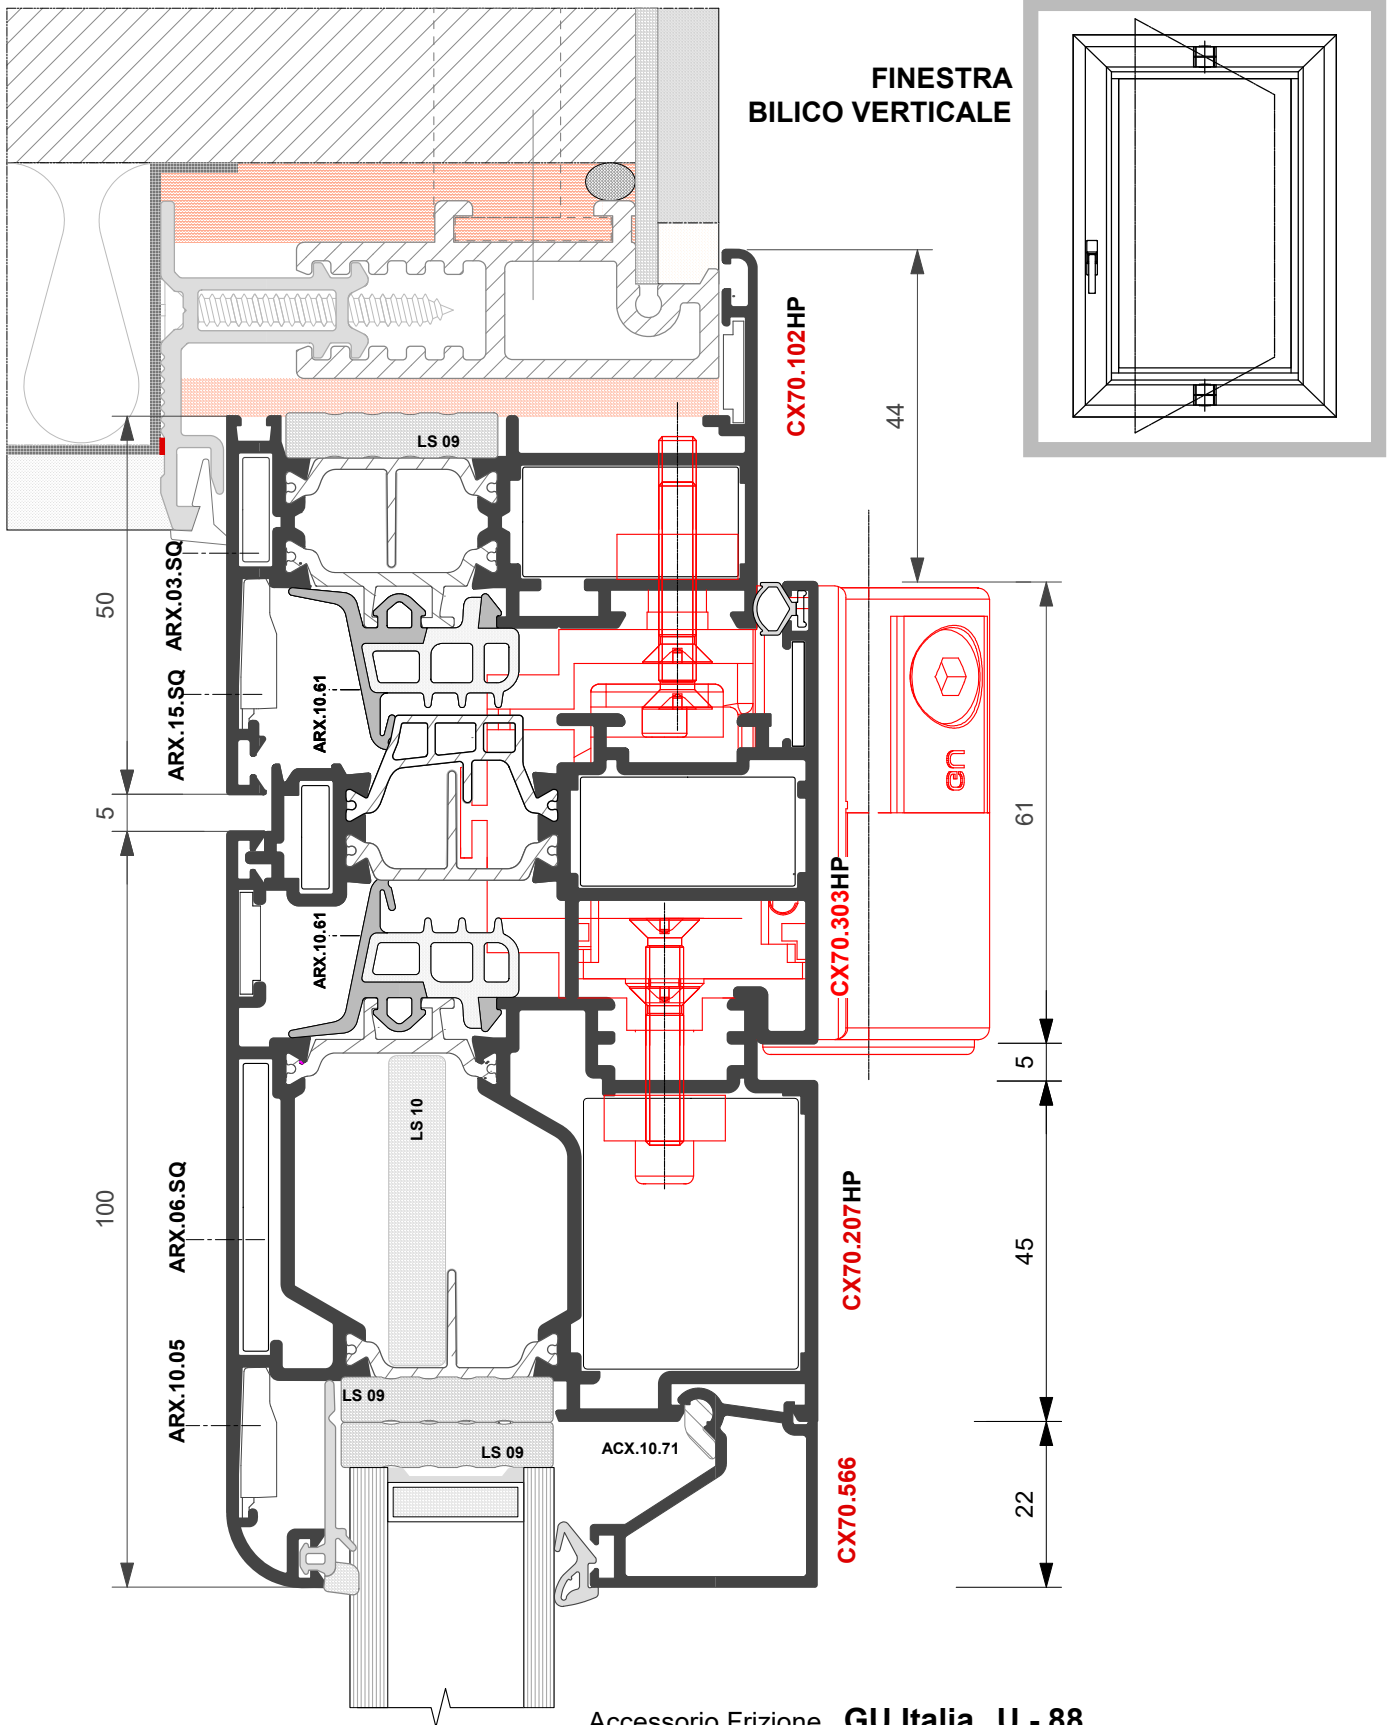 FINESTRA
BILICO VERTICALE
CX70.102HP
44
LS 09
ARX.03.SQ
50
ARX.15.SQ
ARX.10.61
GU
61
5
CX70.303HP
ARX.10.61
5
LS 10
100
ARX.06.SQ
CX70.207HP
45
ARX.10.05
LS 09
LS 09
ACX.10.71
CX70.566
22
Accessorio Frizione GU Italia U - 88